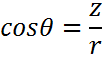 cosθ = z/r